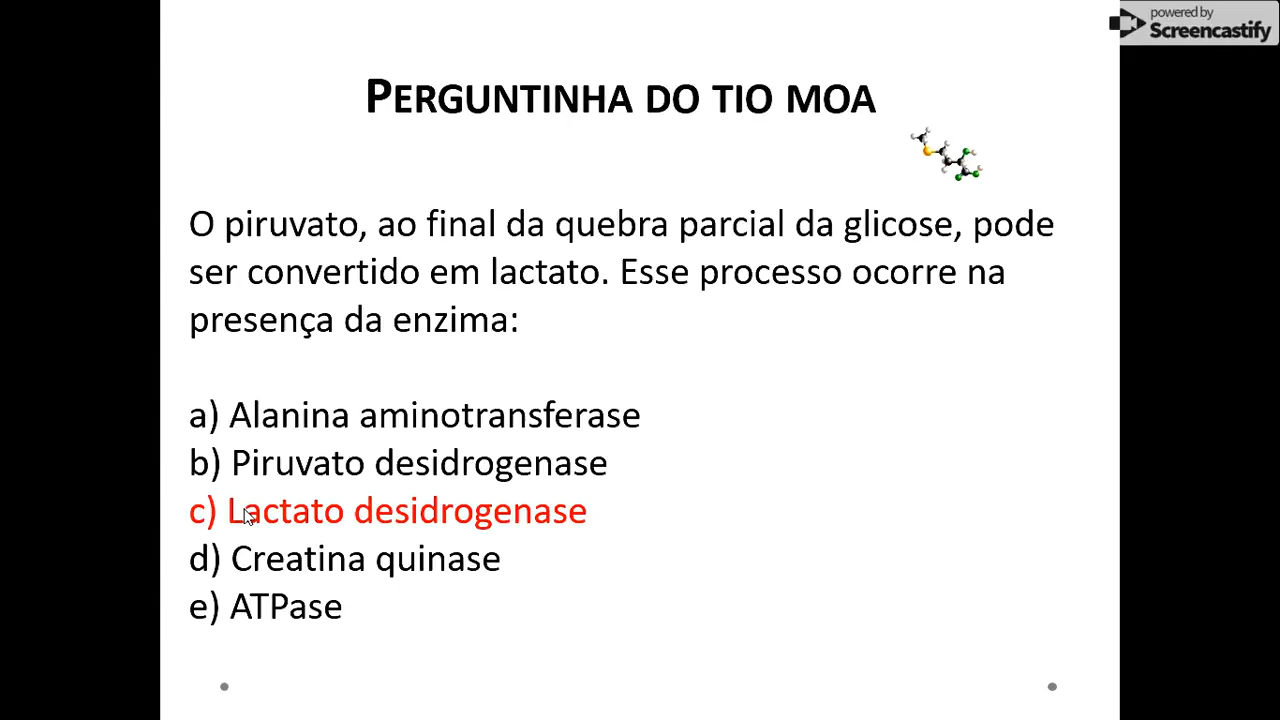 powered by
Screencastify
PERGUNTINHA DO TIO MOA
O piruvato, ao final da quebra parcial da glicose, pode
ser convertido em lactato. Esse processo ocorre na
presença da enzima:
a) Alanina aminotransferase
b) Piruvato desidrogenase
c) Lactato desidrogenase
d) Creatina quinase
e) ATPase